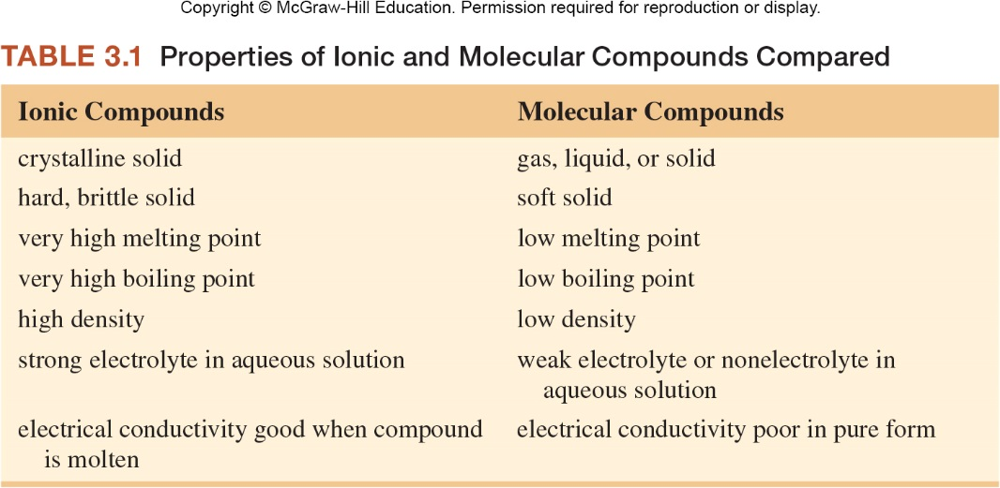 Copyright © McGraw-Hill Education. Permission required for reproduction or display.
TABLE 3.1 Properties of Ionic and Molecular Compounds Compared
Ionic Compounds Molecular Compounds
crystalline solid gas, liquid, or solid
hard, brittle solid soft solid
very high melting point low melting point
very high boiling point low boiling point
high density low density
strong electrolyte in aqueous solution weak electrolyte or nonelectrolyte in
aqueous solution
electrical conductivity good when compound electrical conductivity poor in pure form
is molten